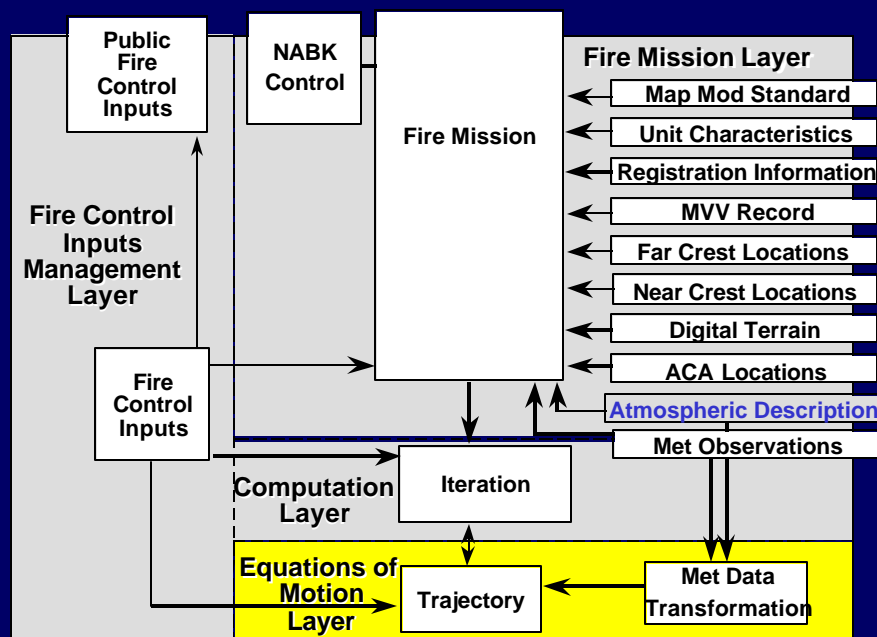 Public
Fire
Control
Inputs
NABK
Control
Fire Mission
Fire Mission Layer
Map Mod Standard
Unit Characteristics
Registration Information
MVV Record
Far Crest Locations
Near Crest Locations
Digital Terrain
ACA Locations
Atmospheric Description
Met Observations
Fire Control
Inputs
Management
Layer
Fire
Control
Inputs
Iteration
Computation
Layer
Equations of
Motion
Layer
Trajectory
Met Data
Transformation